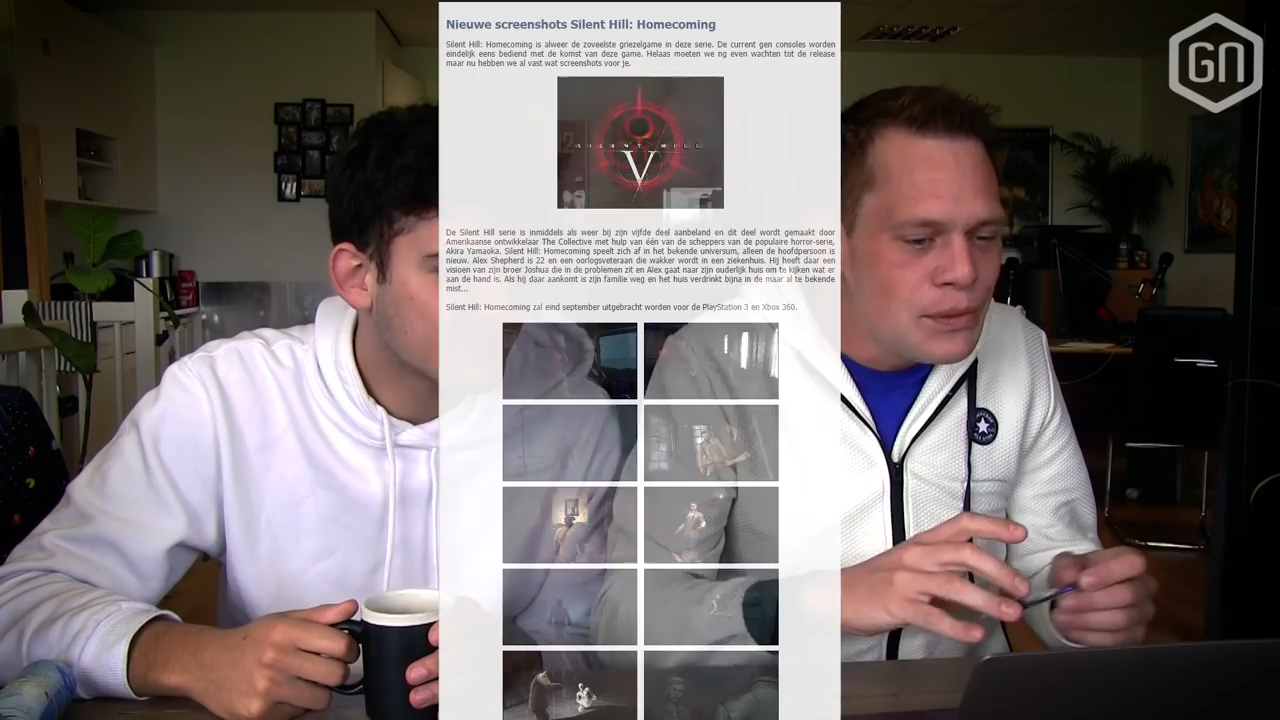 Nieuwe screenshots Silent Hill: Homecoming
Silent Hill: Homecoming is alweer de zoveelste griezelgame in deze serie. De current gen consoles worden
eindelijk eens bediend met de komst van deze game. Helaas moeten we ng even wachten tot de release
maar nu hebben we al vast wat screenshots voor je.
SILENT HILL
V
De Silent Hill serie is inmiddels als weer bij zijn vijfde deel aanbeland en dit deel wordt gemaakt door
Amerikaanse ontwikkelaar The Collective met hulp van één van de scheppers van de populaire horror-serie,
Akira Yamaoka. Silent Hill: Homecoming speelt zich af in het bekende universum, alleen de hoofdpersoon is
nieuw. Alex Shepherd is 22 en een oorlogsveteraan die wakker wordt in een ziekenhuis. Hij heeft daar een
visioen van zijn broer Joshua die in de problemen zit en Alex gaat naar zijn ouderlijk huis om te kijken wat er
aan de hand is. Als hij daar aankomt is zijn familie weg en het huis verdrinkt bijna in de maar al te bekende
mist...
Silent Hill: Homecoming zal eind september uitgebracht worden voor de PlayStation 3 en Xbox 360.
GN